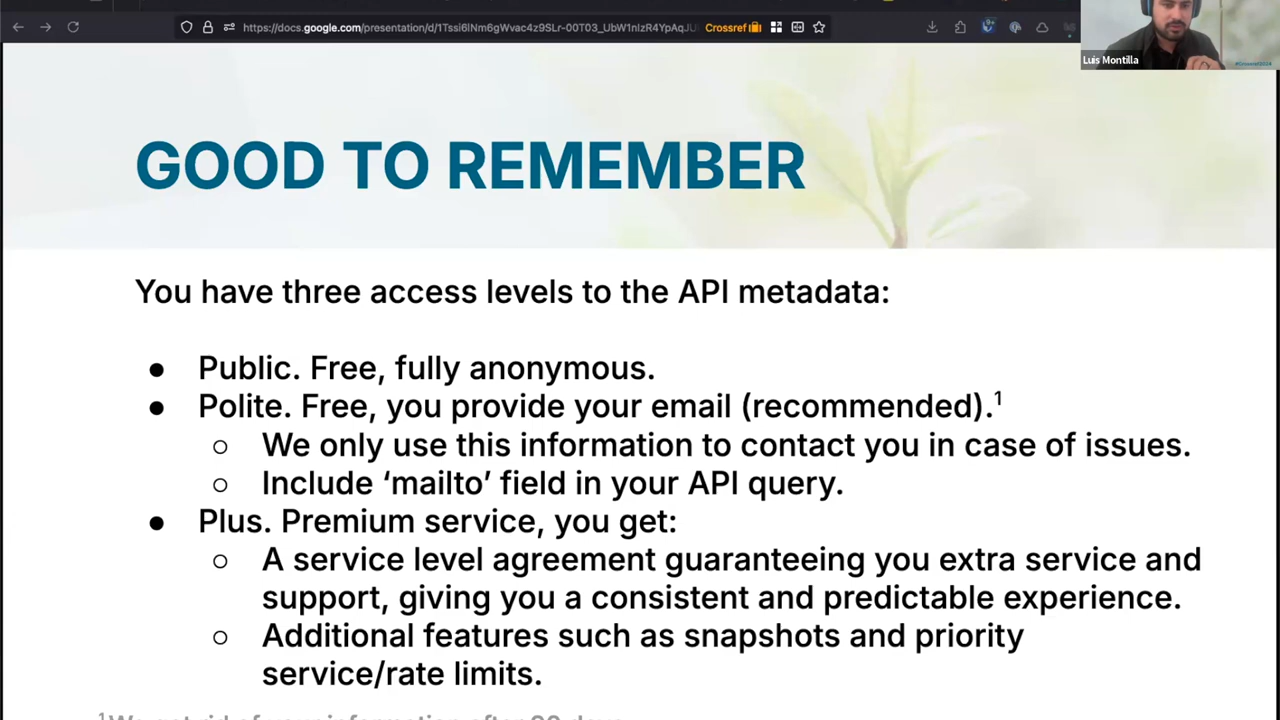 Crossref
Luis Montilla
#Crossref2024
GOOD TO REMEMBER
You have three access levels to the API metadata:
● Public. Free, fully anonymous.
● Polite. Free, you provide your email (recommended).¹
○ We only use this information to contact you in case of issues.
○ Include ‘mailto’ field in your API query.
● Plus. Premium service, you get:
○ A service level agreement guaranteeing you extra service and
support, giving you a consistent and predictable experience.
○ Additional features such as snapshots and priority
service/rate limits.